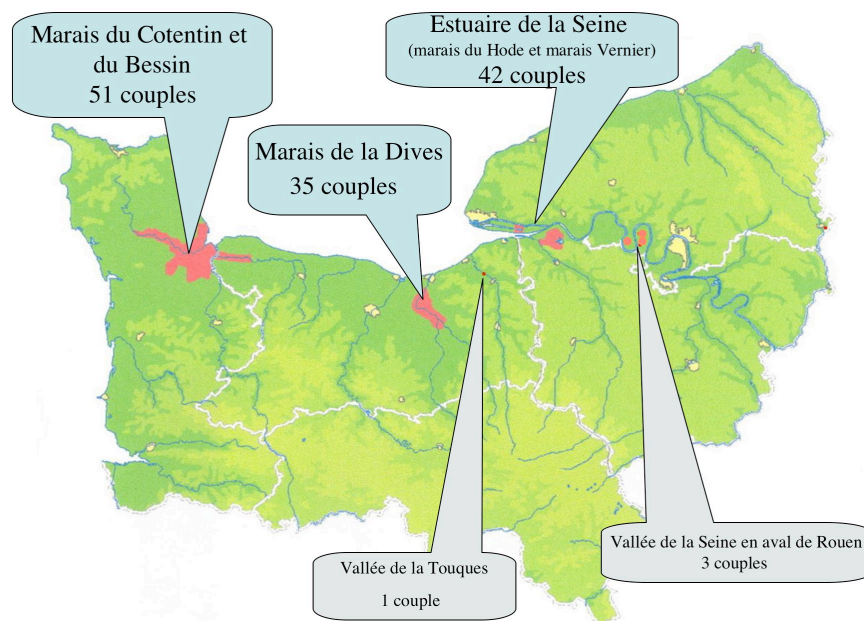 Marais du Cotentin et
du Bessin
51 couples
Estuaire de la Seine
(marais du Hode et marais Vernier)
42 couples
Marais de la Dives
35 couples
Vallée de la Touques
1 couple
Vallée de la Seine en aval de Rouen
3 couples